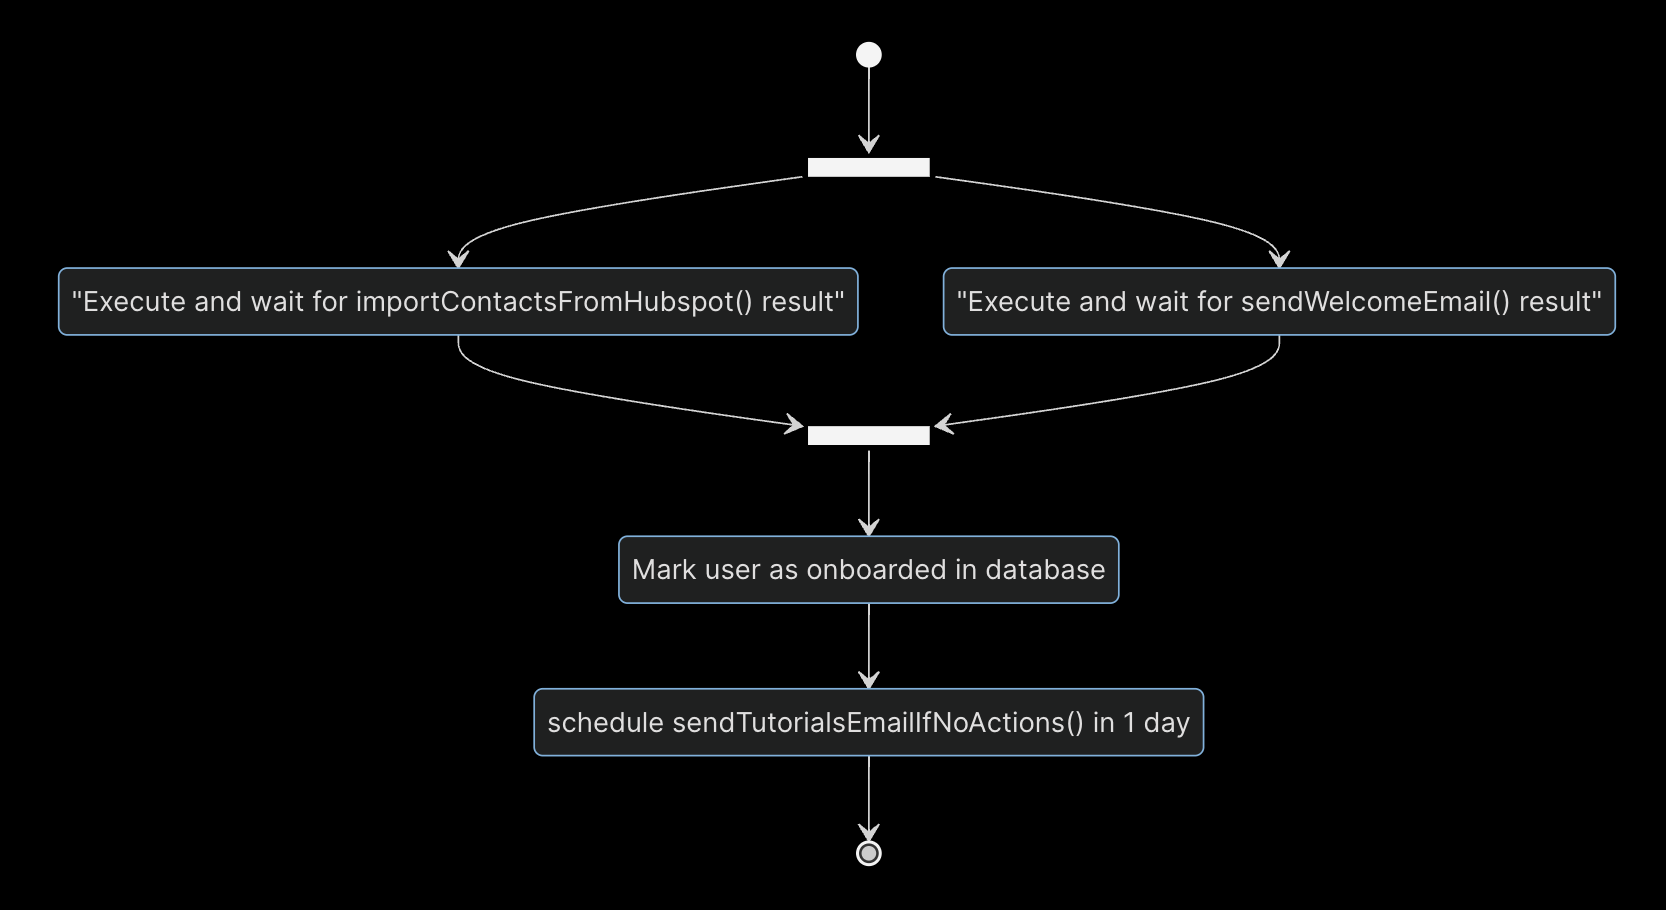 "Execute and wait for importContactsFromHubspot() result"
"Execute and wait for sendWelcomeEmail() result"
Mark user as onboarded in database
schedule sendTutorialsEmailIfNoActions() in 1 day